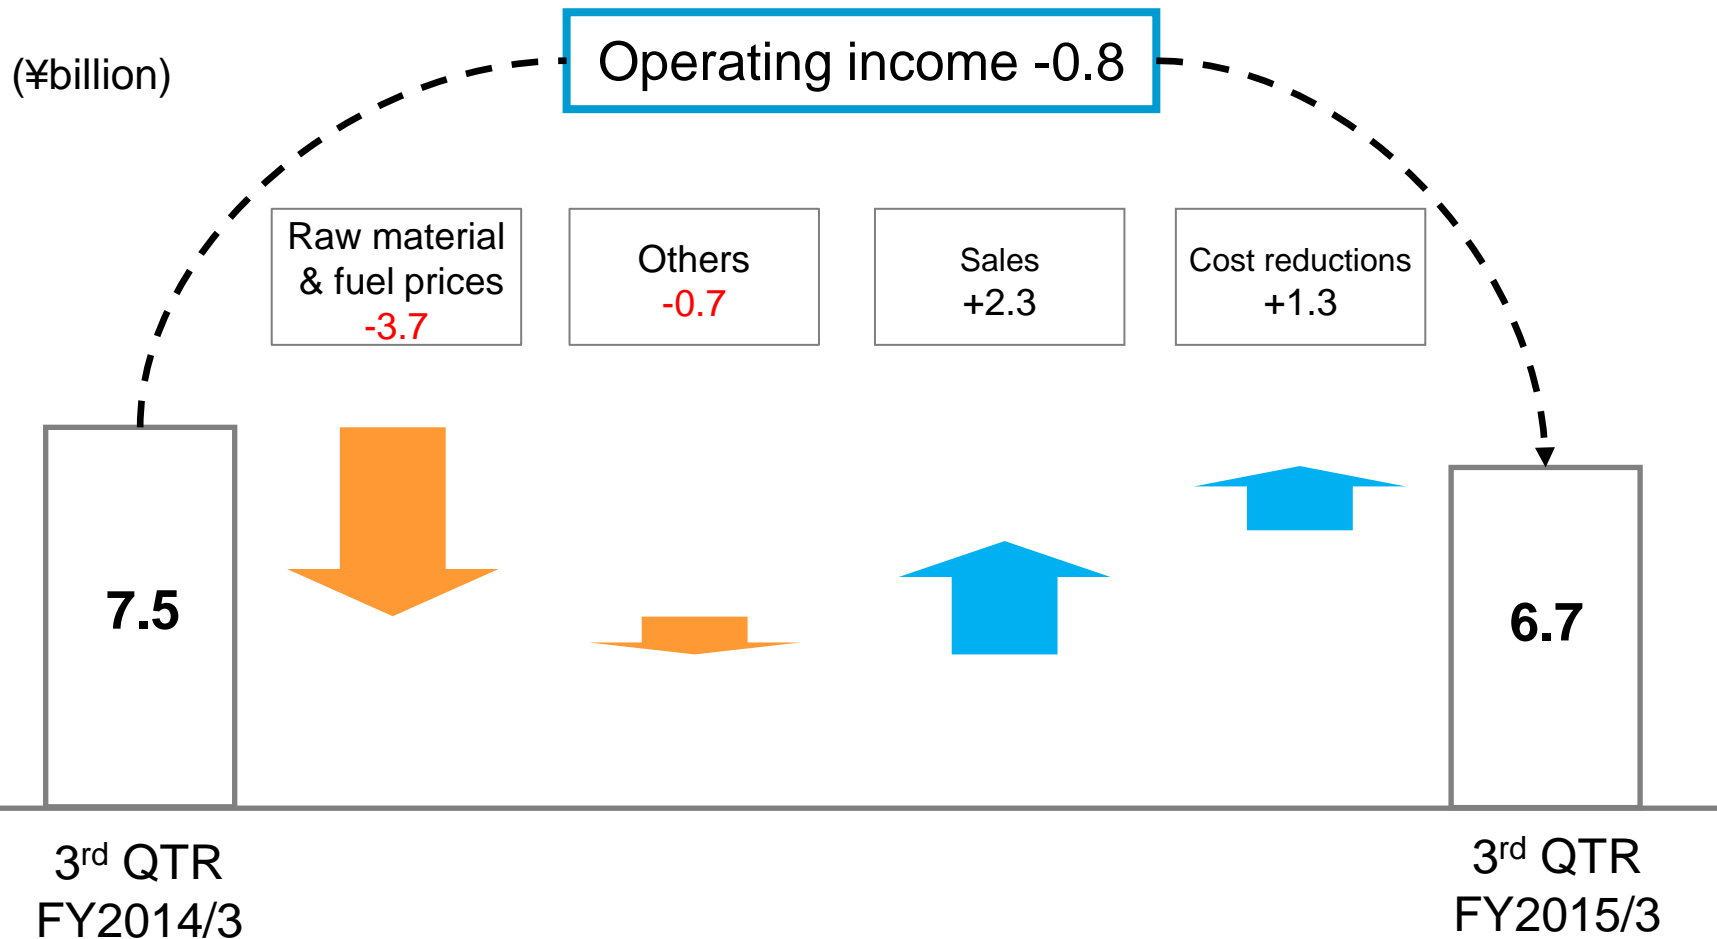 (¥billion)
Operating income -0.8
Raw material
& fuel prices
-3.7
Others
-0.7
Sales
+2.3
Cost reductions
+1.3
7.5
6.7
3rd QTR
FY2014/3
3rd QTR
FY2015/3